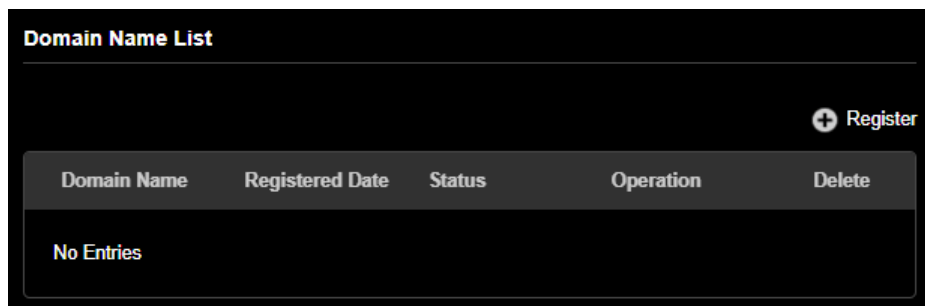 Domain Name List
Register
Domain Name Registered Date Status Operation Delete
No Entries